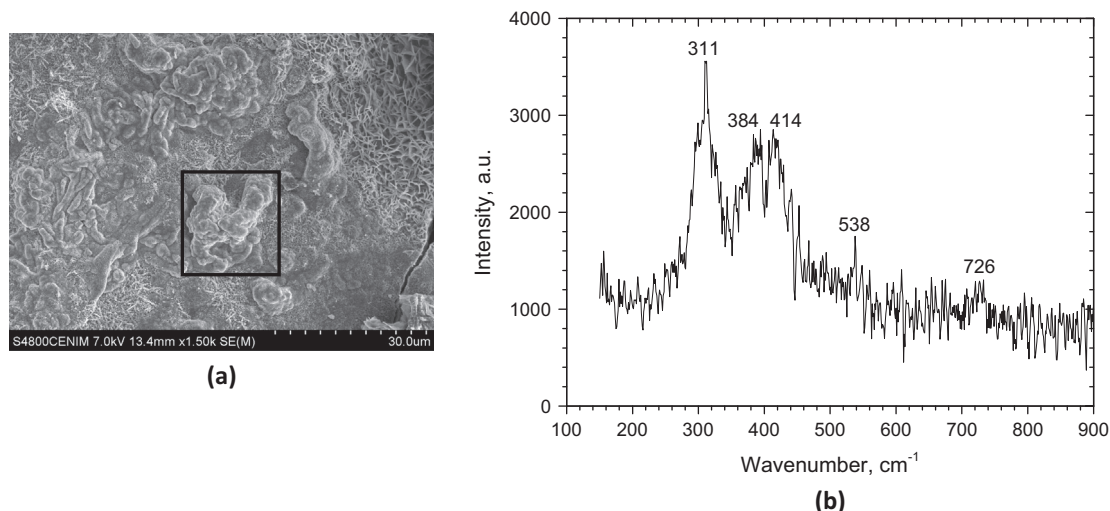 S4800CENIM 7.0kV 13.4mm x1.50k SE(M) 30.0um
(a)
4000
3000
2000
1000
0
Intensity, a.u.
311
384 414
538
726
100 200 300 400 500 600 700 800 900
Wavenumber, cm⁻¹
(b)